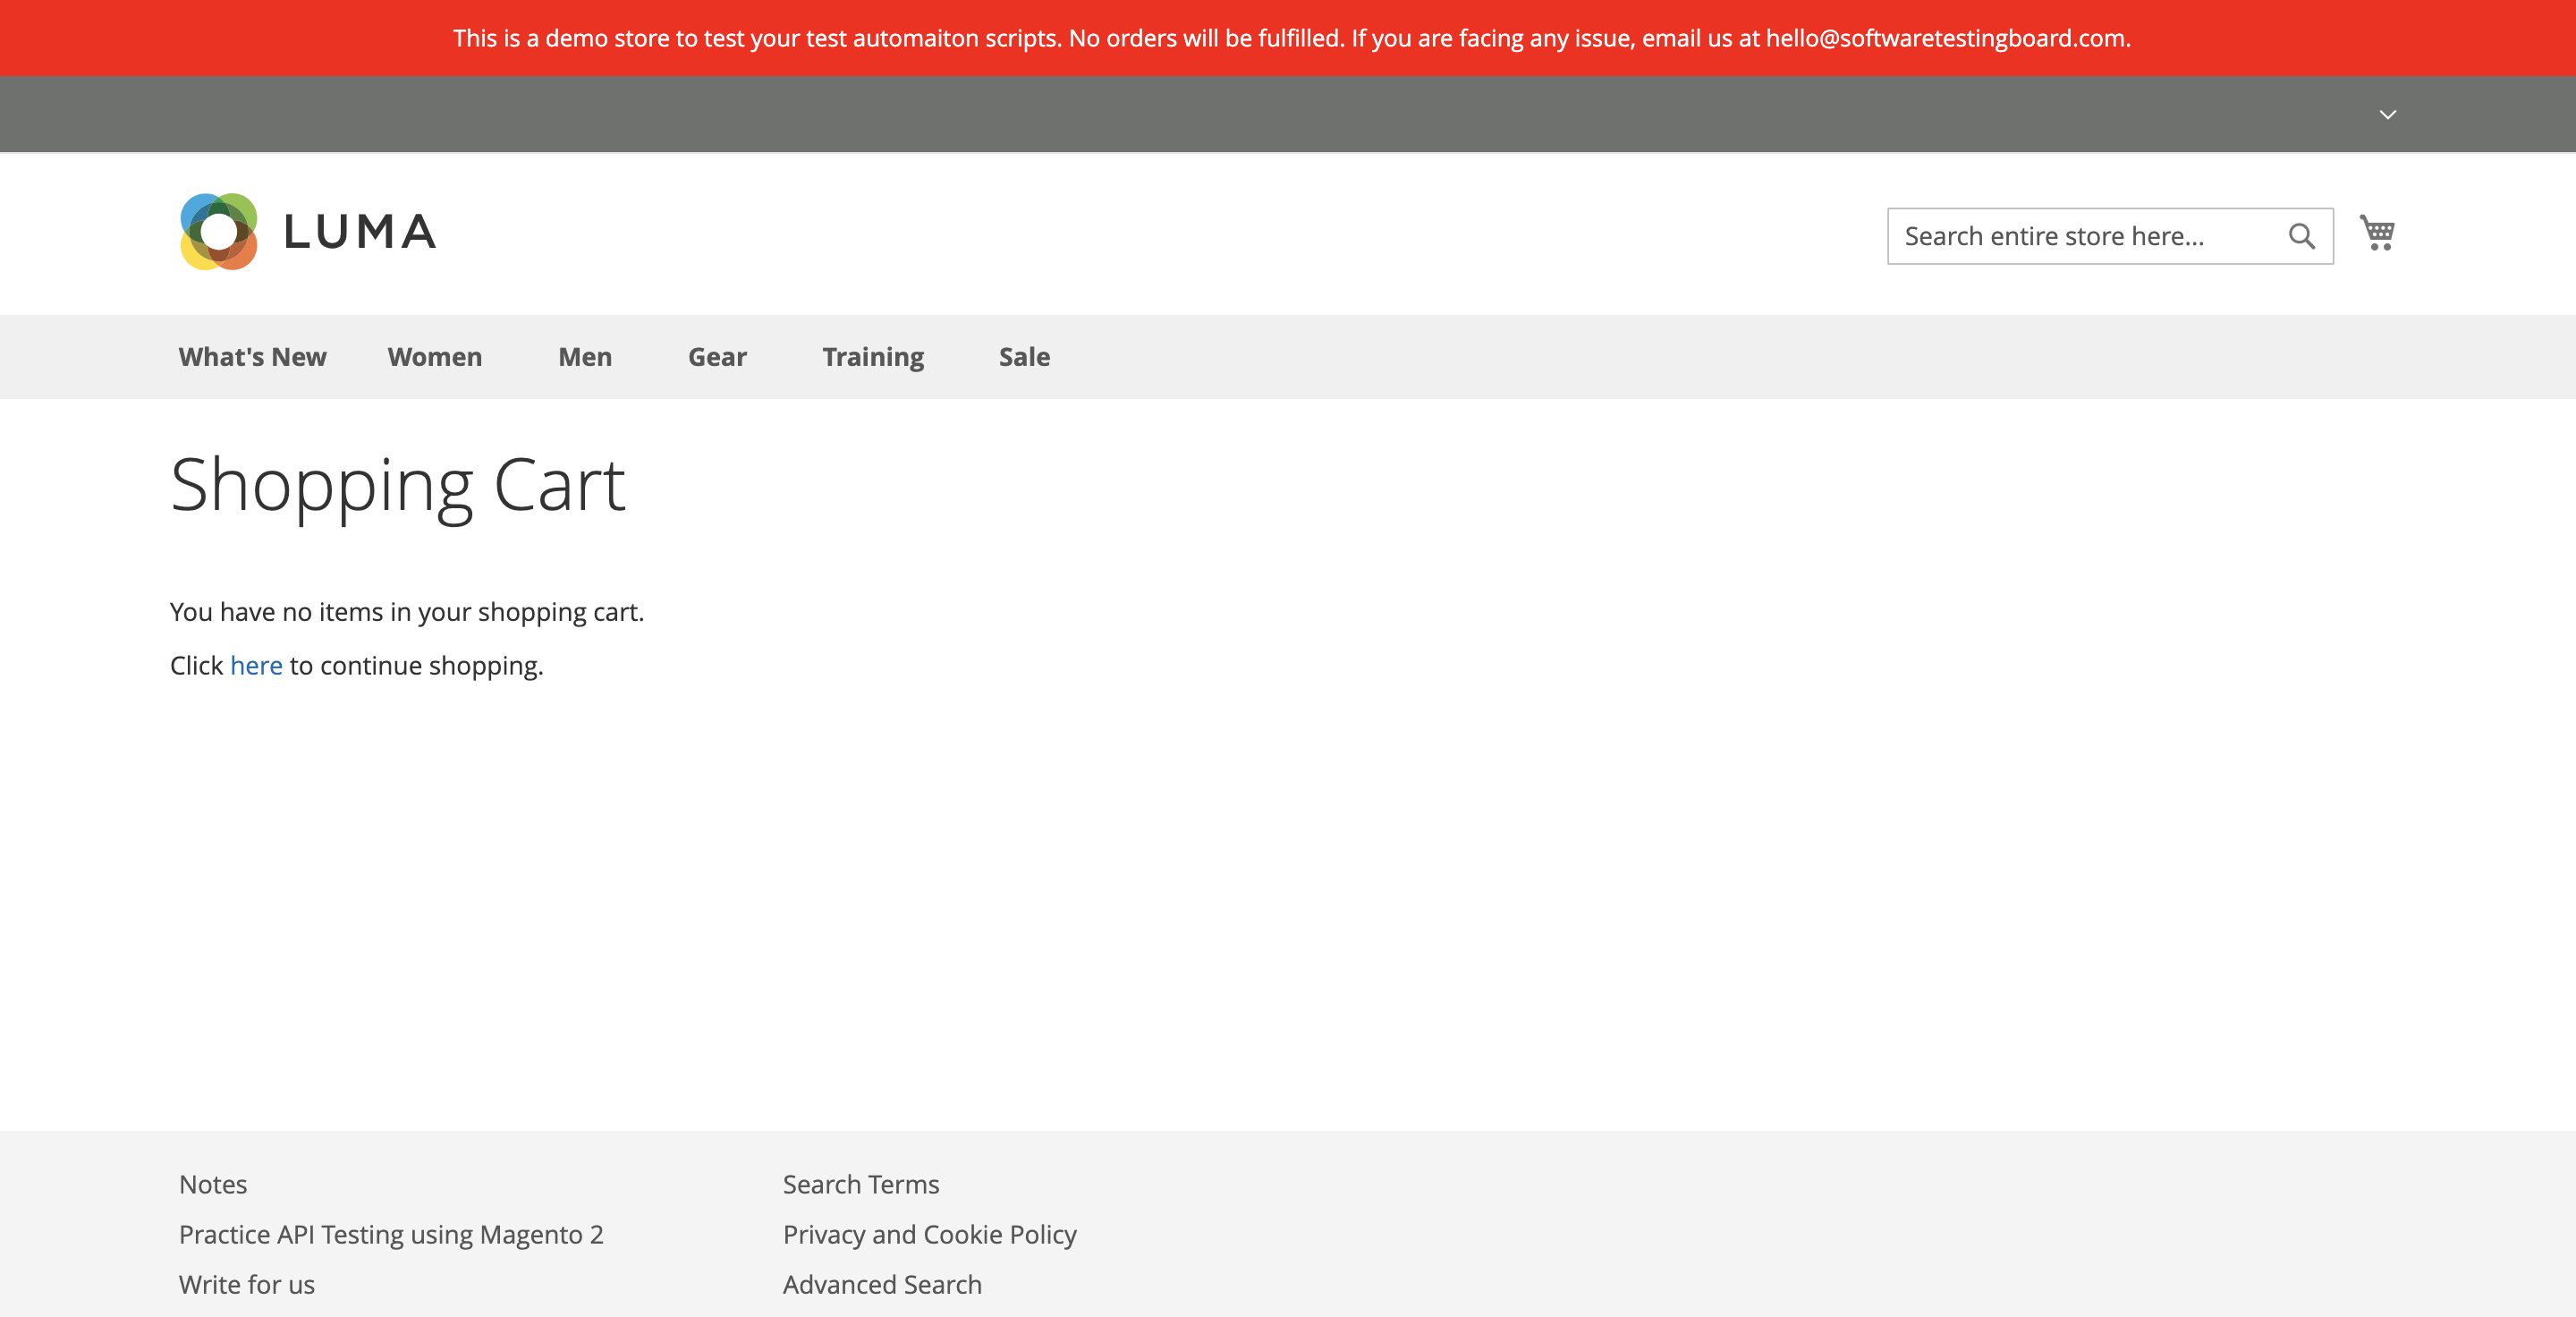 This is a demo store to test your test automaiton scripts. No orders will be fulfilled. If you are facing any issue, email us at hello@softwaretestingboard.com.
LUMA
Search entire store here...
What's New Women Men Gear Training Sale
Shopping Cart
You have no items in your shopping cart.
Click here to continue shopping.
Notes
Practice API Testing using Magento 2
Write for us
Search Terms
Privacy and Cookie Policy
Advanced Search